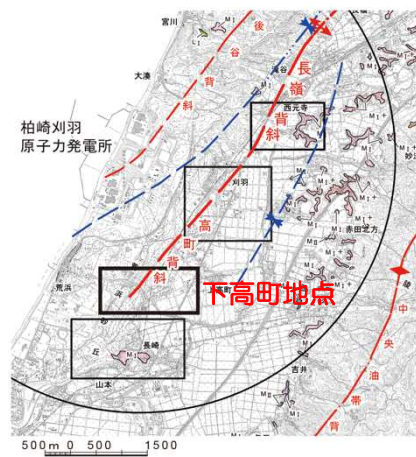 宮川
後谷背斜
大湊
滝谷
長嶺背斜
西元寺
柏崎刈羽
原子力発電所
刈羽
高町背斜
赤田北方
荒浜
下高町地点
中央油帯背
長崎
吉井
山本
500m 0 500 1500